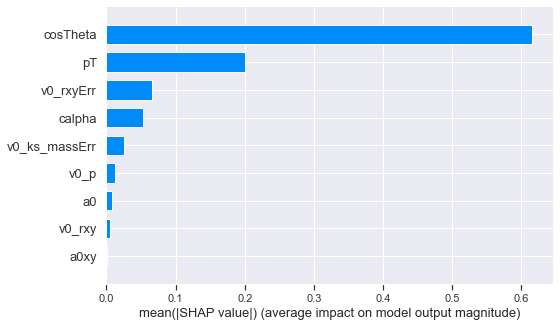 cosTheta
pT
v0_rxyErr
calpha
v0_ks_massErr
v0_p
a0
v0_rxy
a0xy
0.0 0.1 0.2 0.3 0.4 0.5 0.6
mean(|SHAP value|) (average impact on model output magnitude)